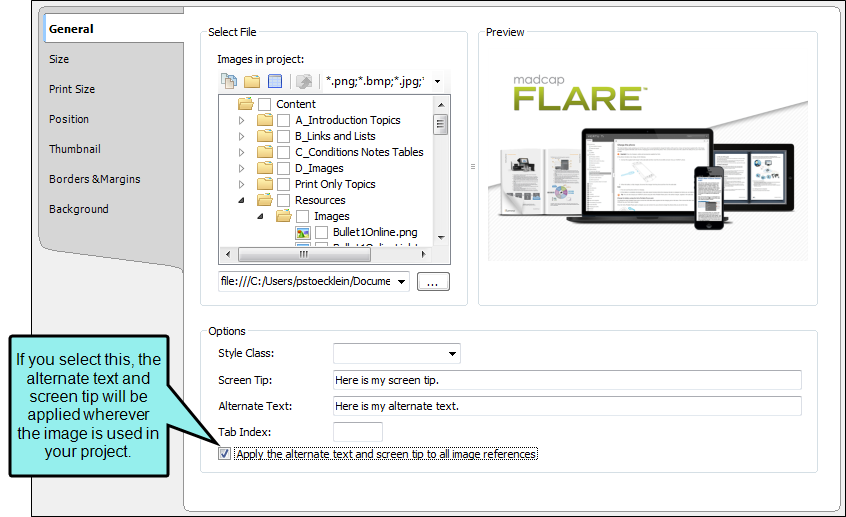 General
Size
Print Size
Position
Thumbnail
Borders &Margins
Background
Select File
Images in project:
*.png;*.bmp;*.jpg;*
Content
A_Introduction Topics
B_Links and Lists
C_Conditions Notes Tables
D_Images
Print Only Topics
Resources
Images
Bullet1Online.png
file:///C:/Users/pstoecklein/Docume
...
Preview
madcap
FLARE™
Options
Style Class:
Screen Tip:
Here is my screen tip.
Alternate Text:
Here is my alternate text.
Tab Index:
Apply the alternate text and screen tip to all image references
If you select this, the
alternate text and
screen tip will be
applied wherever
the image is used in
your project.